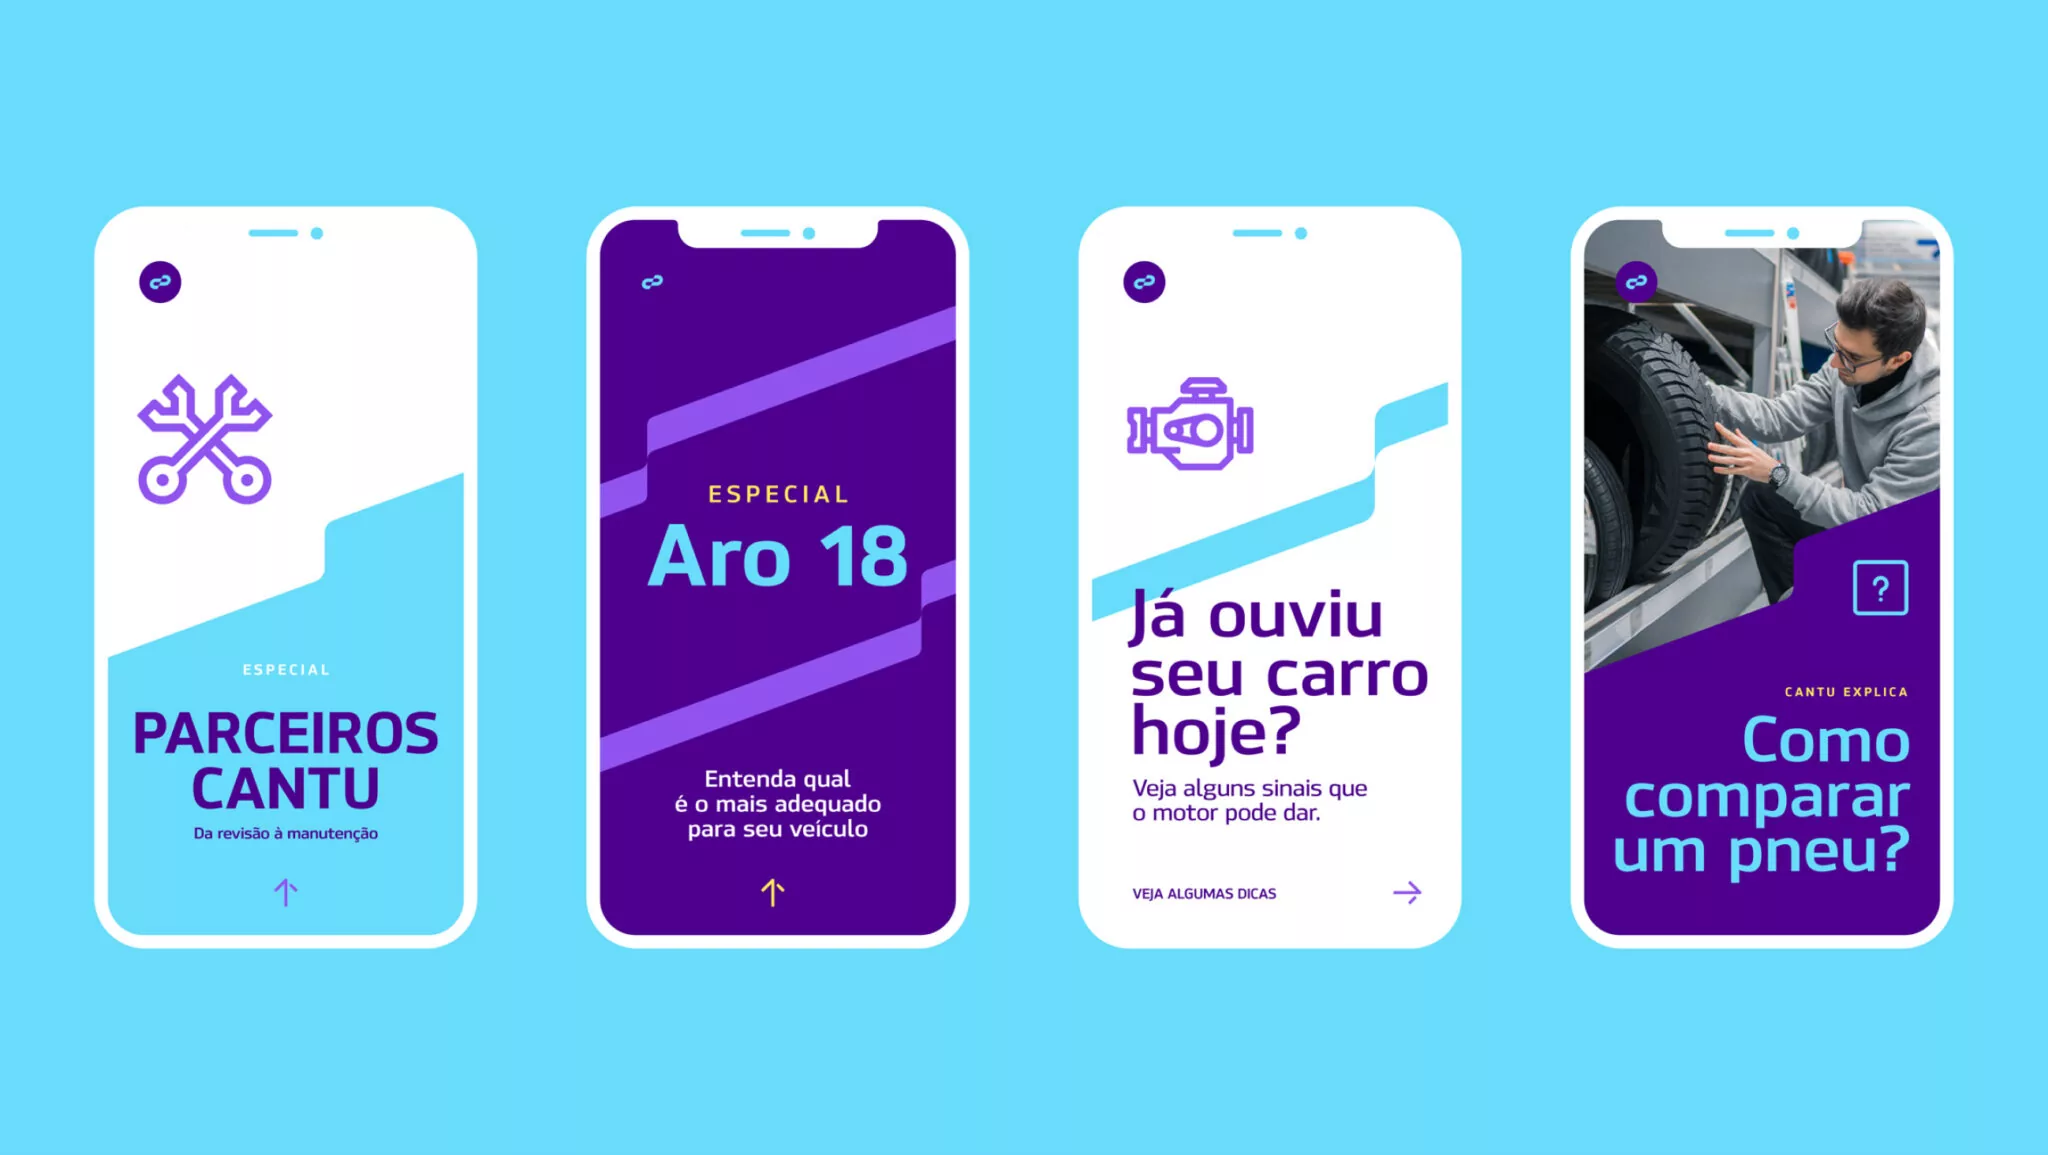 ESPECIAL
PARCEIROS
CANTU
Da revisão à manutenção
ESPECIAL
Aro 18
Entenda qual
é o mais adequado
para seu veículo
Já ouviu
seu carro
hoje?
Veja alguns sinais que
o motor pode dar.
VEJA ALGUMAS DICAS
?
CANTU EXPLICA
Como
comparar
um pneu?